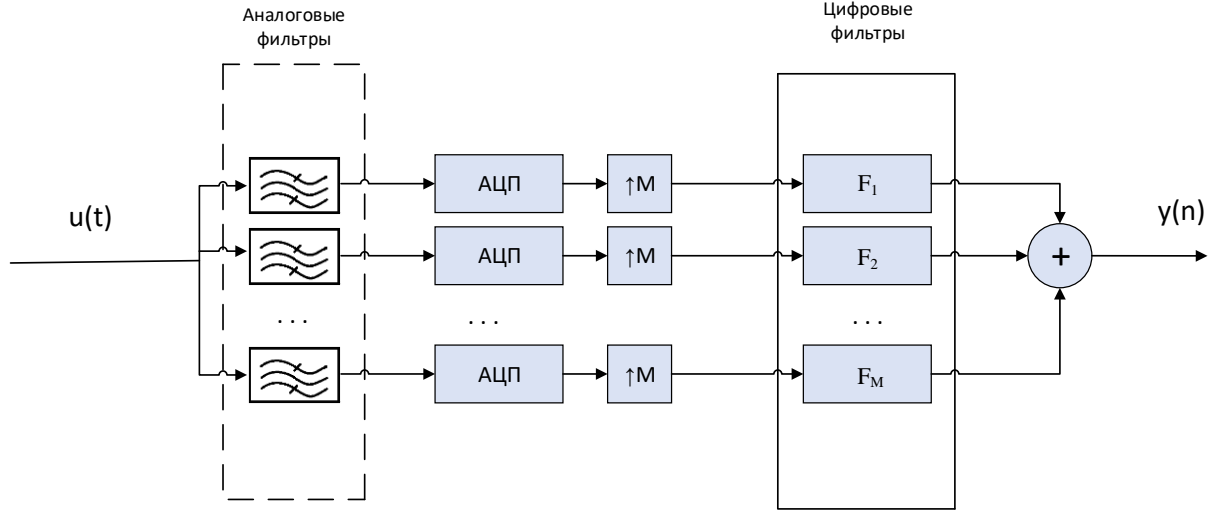 Аналоговые
фильтры
Цифровые
фильтры
u(t)
АЦП
↑М
F1
y(n)
АЦП
↑М
F2
+
. . .
. . .
. . .
АЦП
↑М
FM